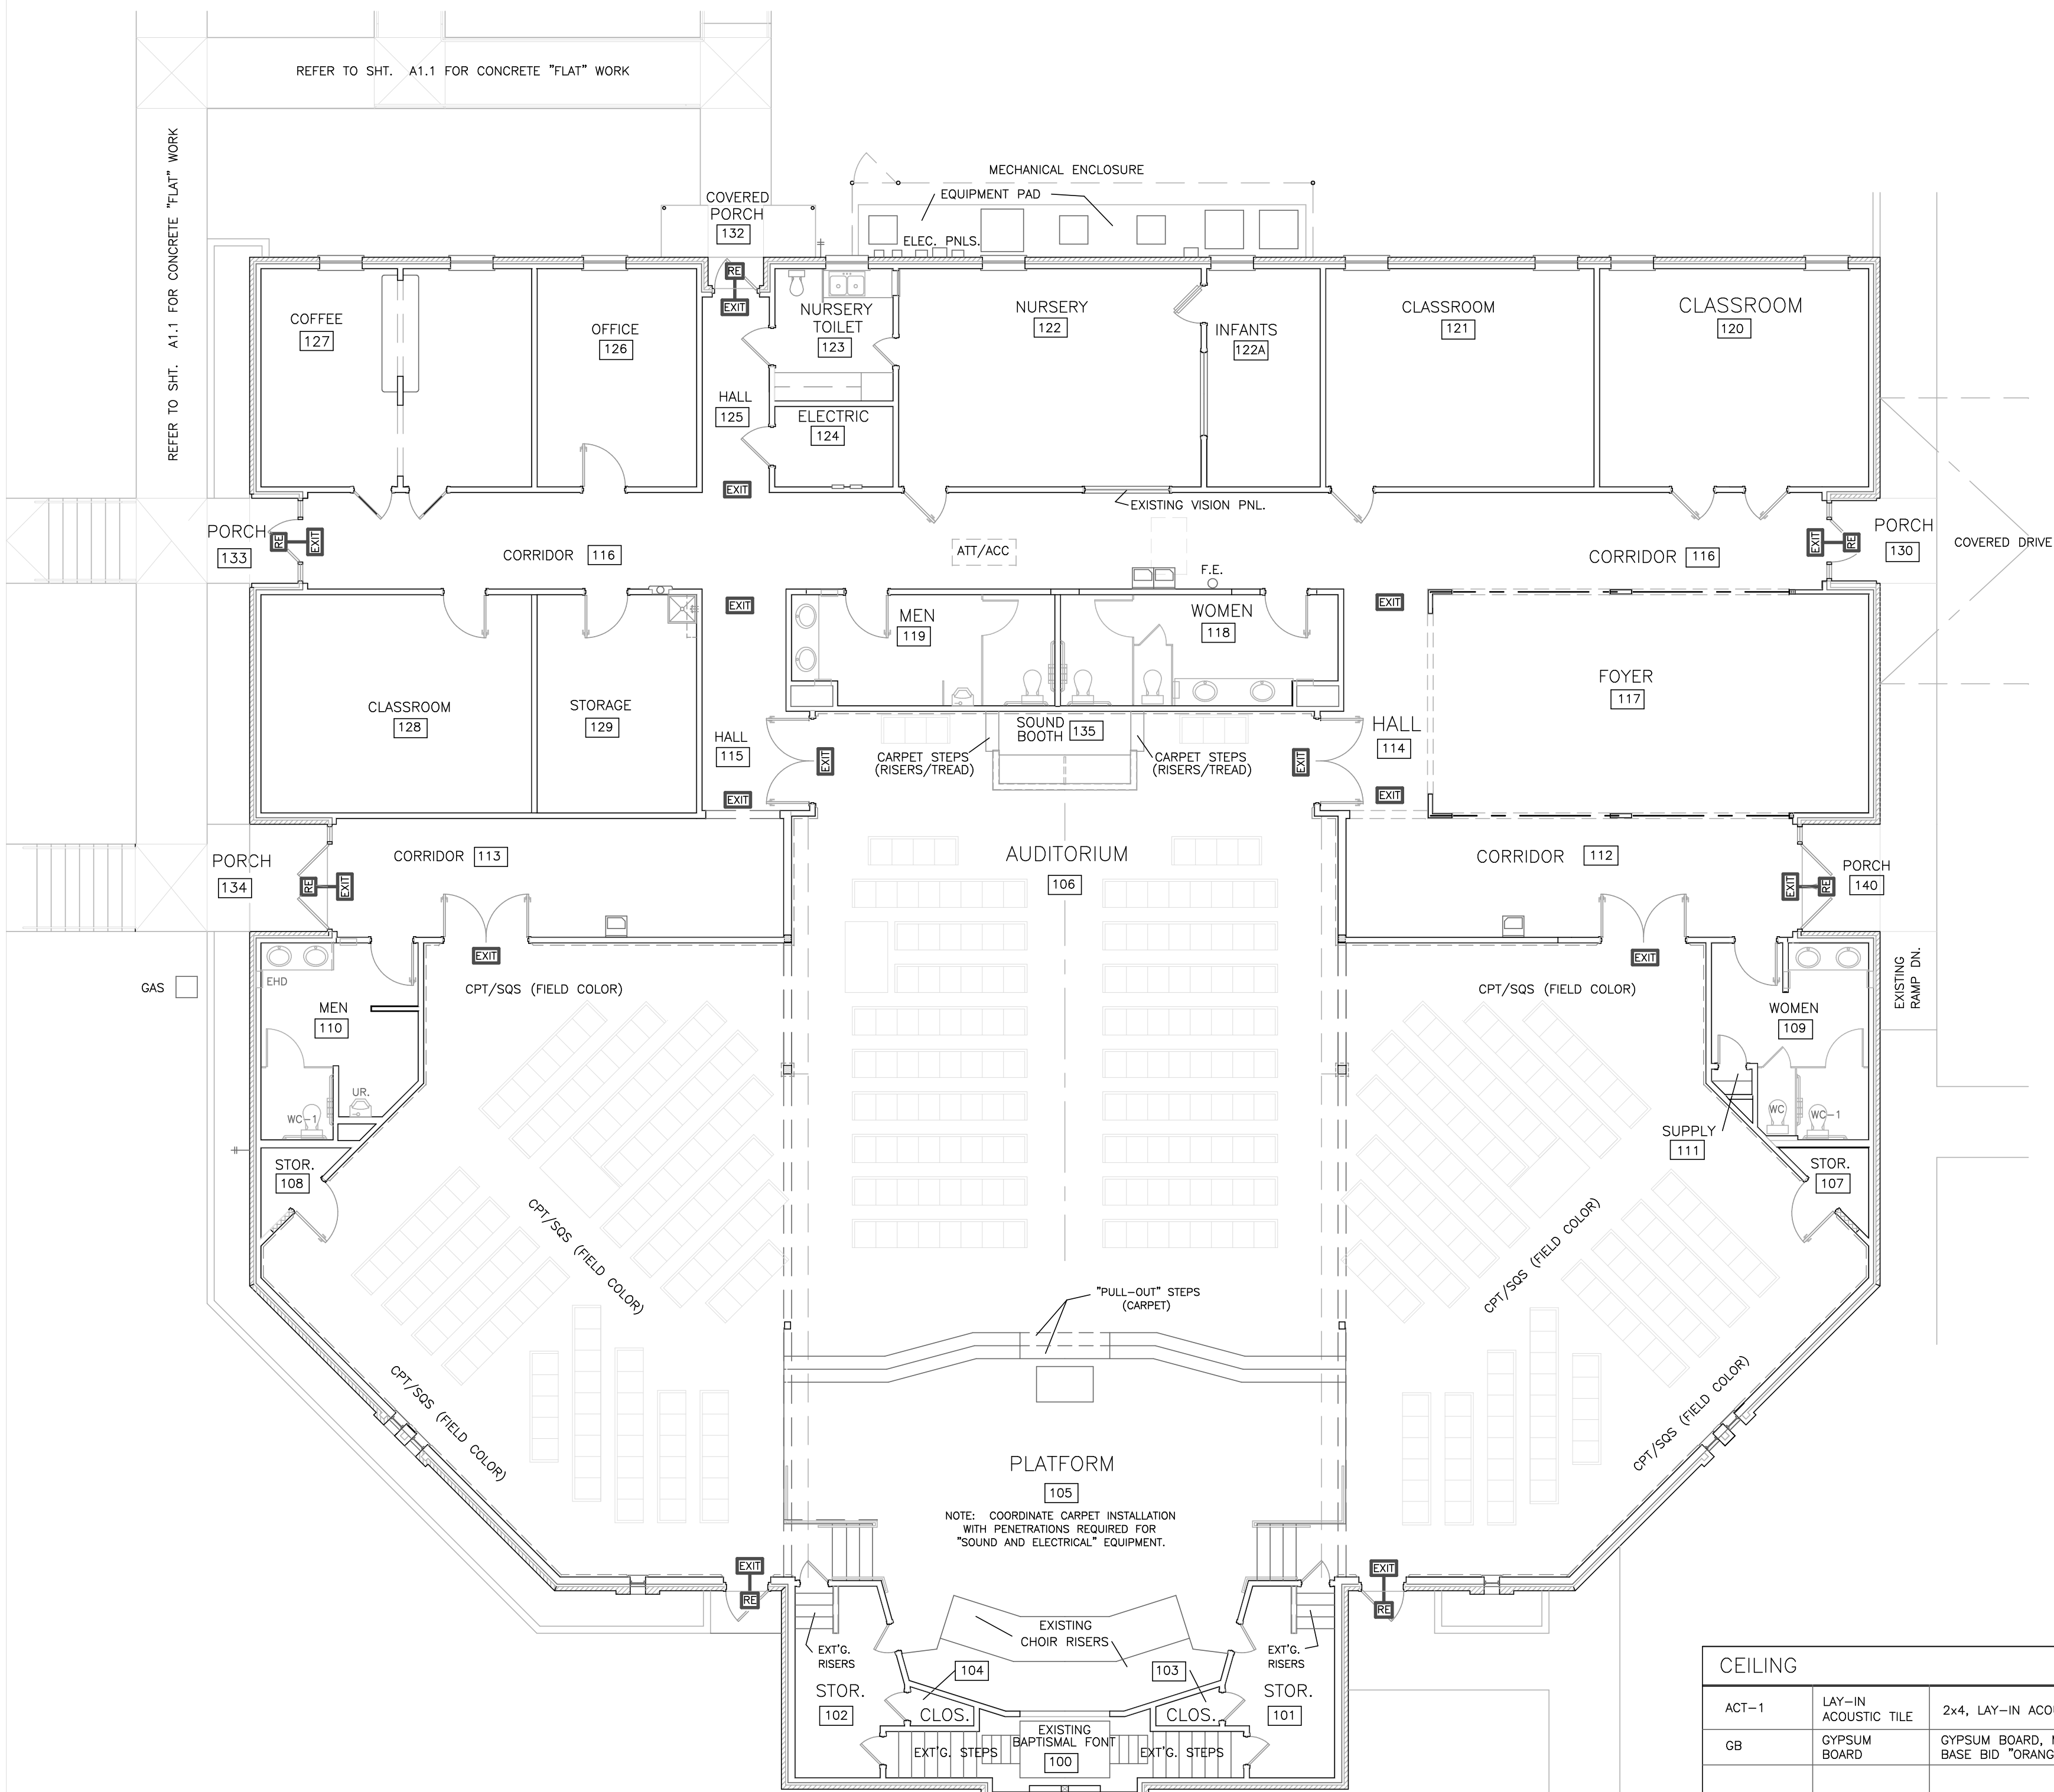 REFER TO SHT. A1.1 FOR CONCRETE "FLAT" WORK
REFER TO SHT. A1.1 FOR CONCRETE "FLAT" WORK
MECHANICAL ENCLOSURE
EQUIPMENT PAD
COVERED
PORCH
132
ELEC. PNLS.
RE
EXIT
COFFEE
127
OFFICE
126
NURSERY
TOILET
123
NURSERY
122
INFANTS
122A
CLASSROOM
121
CLASSROOM
120
HALL
125
ELECTRIC
124
EXIT
EXISTING VISION PNL.
PORCH
133
RE
EXIT
CORRIDOR 116
ATT/ACC
F.E.
CORRIDOR 116
EXIT
RE
PORCH
130
COVERED DRIVE
EXIT
MEN
119
WOMEN
118
EXIT
FOYER
117
CLASSROOM
128
STORAGE
129
HALL
115
EXIT
SOUND
BOOTH
135
CARPET STEPS
(RISERS/TREAD)
CARPET STEPS
(RISERS/TREAD)
EXIT
HALL
114
EXIT
EXIT
PORCH
134
RE
EXIT
CORRIDOR 113
AUDITORIUM
106
CORRIDOR 112
EXIT
RE
PORCH
140
EXIT
EXIT
GAS
EHD
MEN
110
UR.
WC-1
CPT/SQS (FIELD COLOR)
CPT/SQS (FIELD COLOR)
WOMEN
109
EXISTING
RAMP DN.
WC
WC-1
SUPPLY
111
STOR.
108
STOR.
107
CPT/SQS (FIELD COLOR)
CPT/SQS (FIELD COLOR)
"PULL-OUT" STEPS
(CARPET)
CPT/SQS (FIELD COLOR)
CPT/SQS (FIELD COLOR)
PLATFORM
105
NOTE: COORDINATE CARPET INSTALLATION
WITH PENETRATIONS REQUIRED FOR
"SOUND AND ELECTRICAL" EQUIPMENT.
EXIT
RE
EXIT
RE
EXISTING
CHOIR RISERS
EXT'G.
RISERS
EXT'G.
RISERS
104
103
STOR.
102
CLOS.
CLOS.
STOR.
101
EXT'G. STEPS
EXISTING
BAPTISMAL FONT
100
EXT'G. STEPS
CEILING
ACT-1
LAY-IN
ACOUSTIC TILE
2x4, LAY-IN ACOU
GB
GYPSUM
BOARD
GYPSUM BOARD,
BASE BID "ORANG